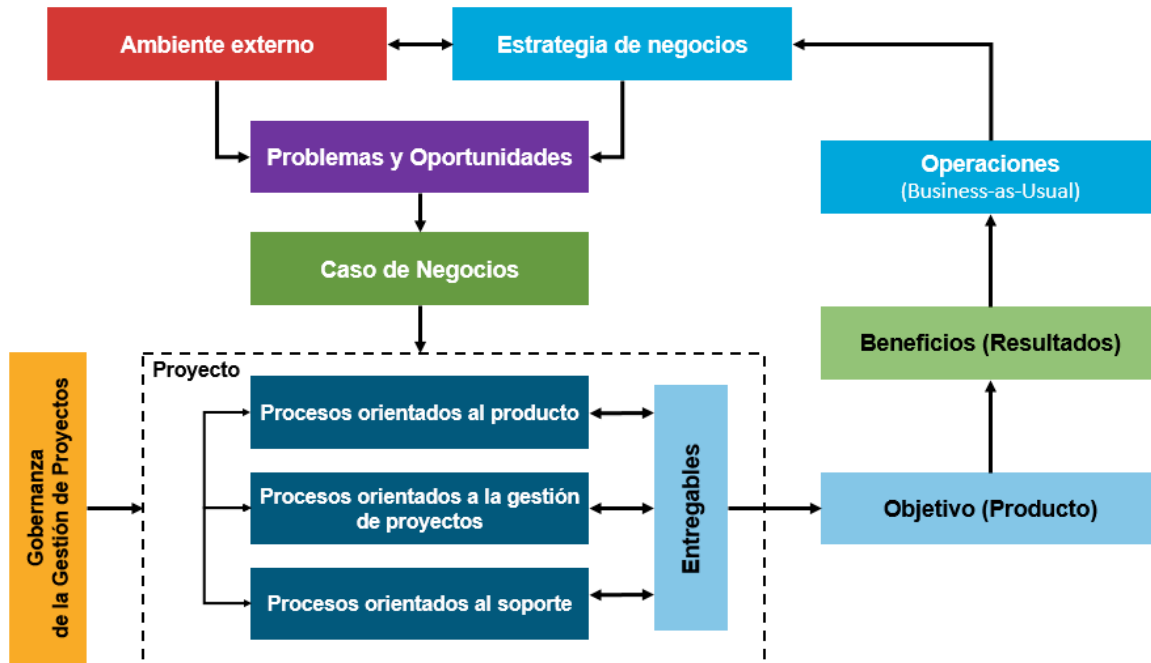 Ambiente externo
Estrategia de negocios
Problemas y Oportunidades
Operaciones
(Business-as-Usual)
Caso de Negocios
Beneficios (Resultados)
Gobernanza
de la Gestión de Proyectos
Proyecto
Procesos orientados al producto
Procesos orientados a la gestión
de proyectos
Procesos orientados al soporte
Entregables
Objetivo (Producto)